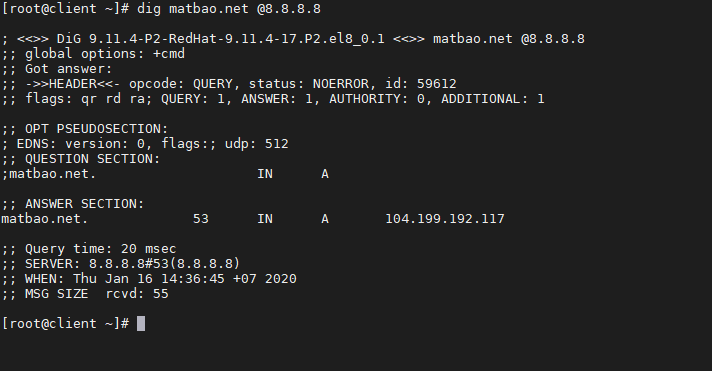 [root@client ~]# dig matbao.net @8.8.8.8
; <<>> DiG 9.11.4-P2-RedHat-9.11.4-17.P2.el8_0.1 <<>> matbao.net @8.8.8.8
;; global options: +cmd
;; Got answer:
;; ->>HEADER<<- opcode: QUERY, status: NOERROR, id: 59612
;; flags: qr rd ra; QUERY: 1, ANSWER: 1, AUTHORITY: 0, ADDITIONAL: 1
;; OPT PSEUDOSECTION:
; EDNS: version: 0, flags:; udp: 512
;; QUESTION SECTION:
;matbao.net. IN A
;; ANSWER SECTION:
matbao.net. 53 IN A 104.199.192.117
;; Query time: 20 msec
;; SERVER: 8.8.8.8#53(8.8.8.8)
;; WHEN: Thu Jan 16 14:36:45 +07 2020
;; MSG SIZE rcvd: 55
[root@client ~]#